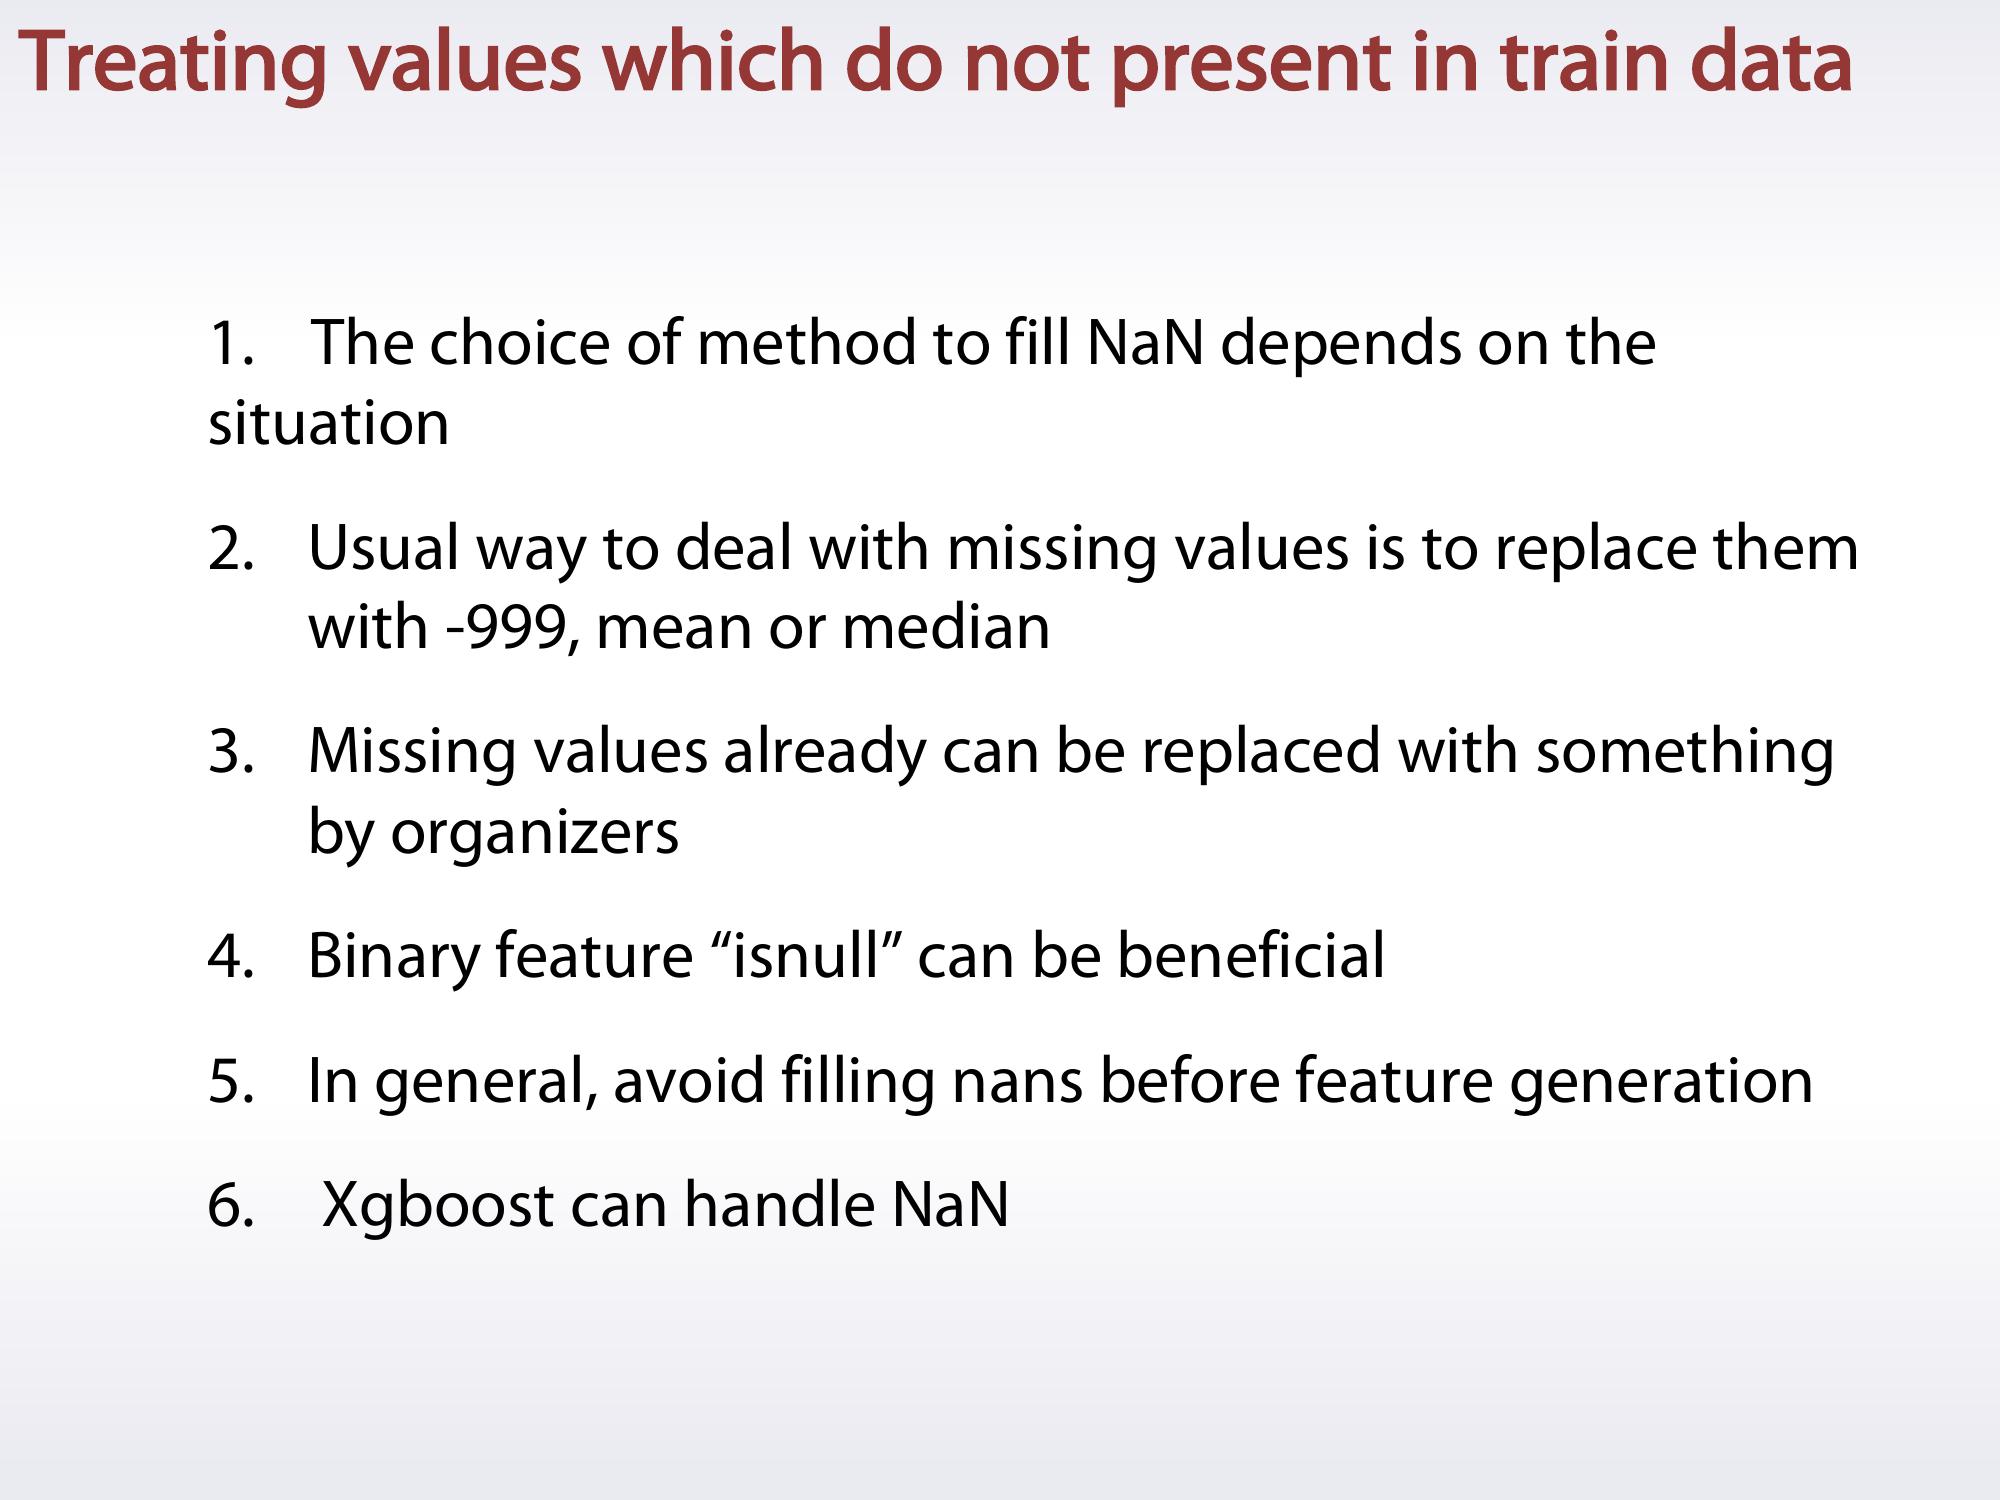 Treating values which do not present in train data
1. The choice of method to fill NaN depends on the
situation
2. Usual way to deal with missing values is to replace them
with -999, mean or median
3. Missing values already can be replaced with something
by organizers
4. Binary feature “isnull” can be beneficial
5. In general, avoid filling nans before feature generation
6. Xgboost can handle NaN